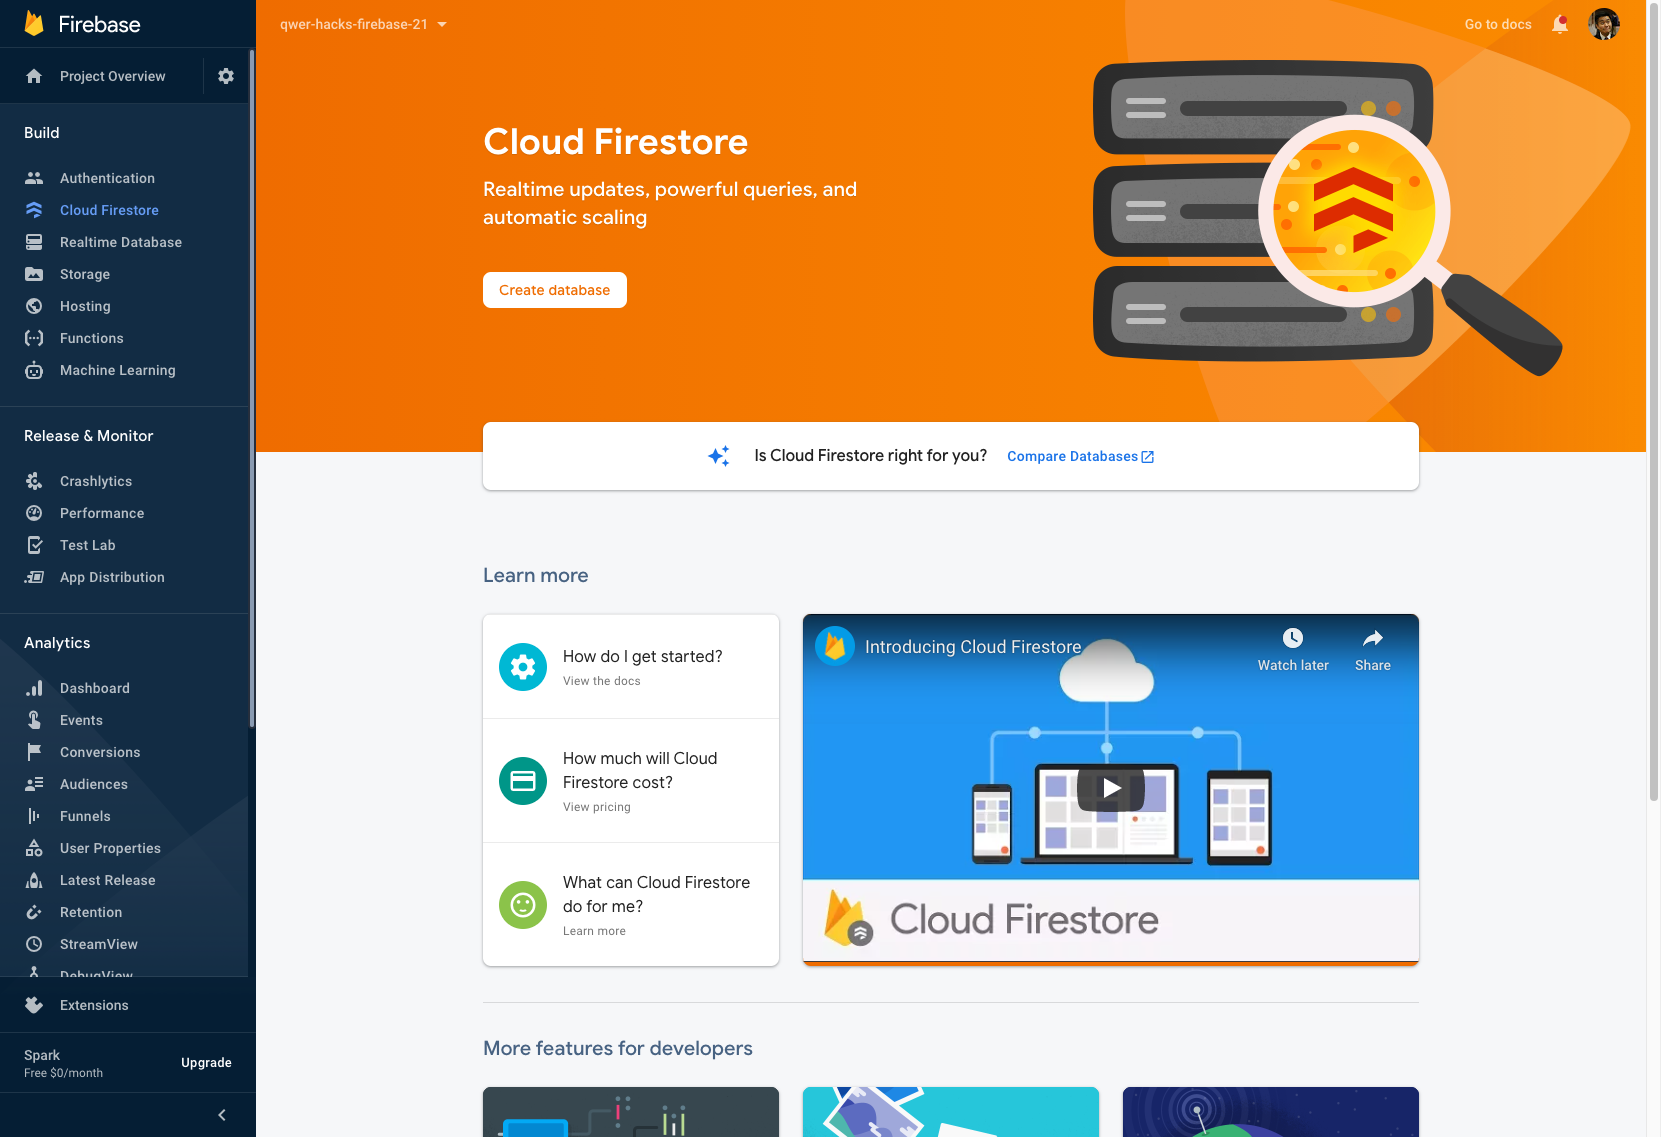 Firebase
Project Overview
Build
Authentication
Cloud Firestore
Realtime Database
Storage
Hosting
Functions
Machine Learning
Release & Monitor
Crashlytics
Performance
Test Lab
App Distribution
Analytics
Dashboard
Events
Conversions
Audiences
Funnels
User Properties
Latest Release
Retention
StreamView
DebugView
Extensions
Spark
Free $0/month
Upgrade
qwer-hacks-firebase-21
Go to docs
Cloud Firestore
Realtime updates, powerful queries, and
automatic scaling
Create database
Is Cloud Firestore right for you?
Compare Databases
Learn more
How do I get started?
View the docs
How much will Cloud
Firestore cost?
View pricing
What can Cloud Firestore
do for me?
Learn more
Introducing Cloud Firestore
Watch later
Share
Cloud Firestore
More features for developers